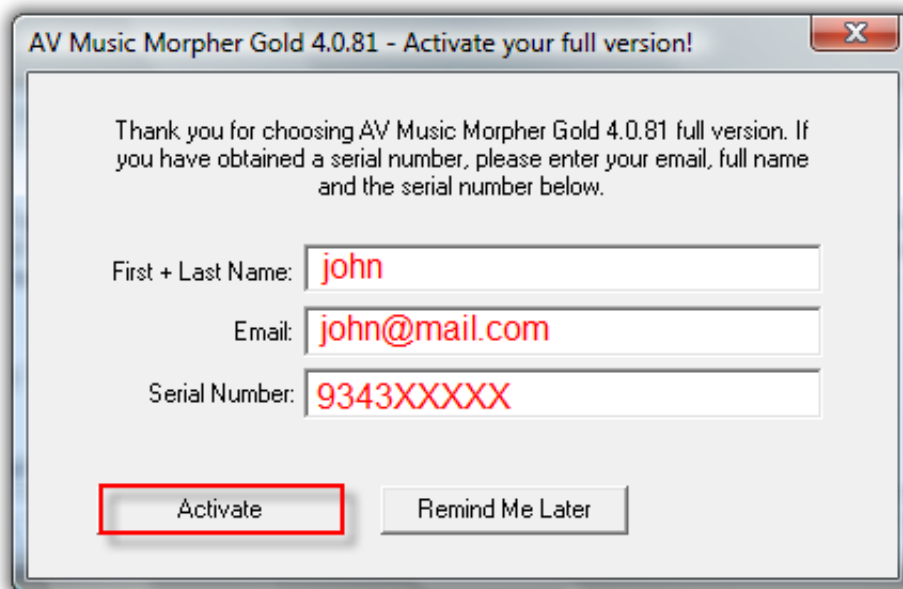 AV Music Morpher Gold 4.0.81 - Activate your full version!
Thank you for choosing AV Music Morpher Gold 4.0.81 full version. If
you have obtained a serial number, please enter your email, full name
and the serial number below.
First + Last Name: john
Email: john@mail.com
Serial Number: 9343XXXXX
Activate Remind Me Later